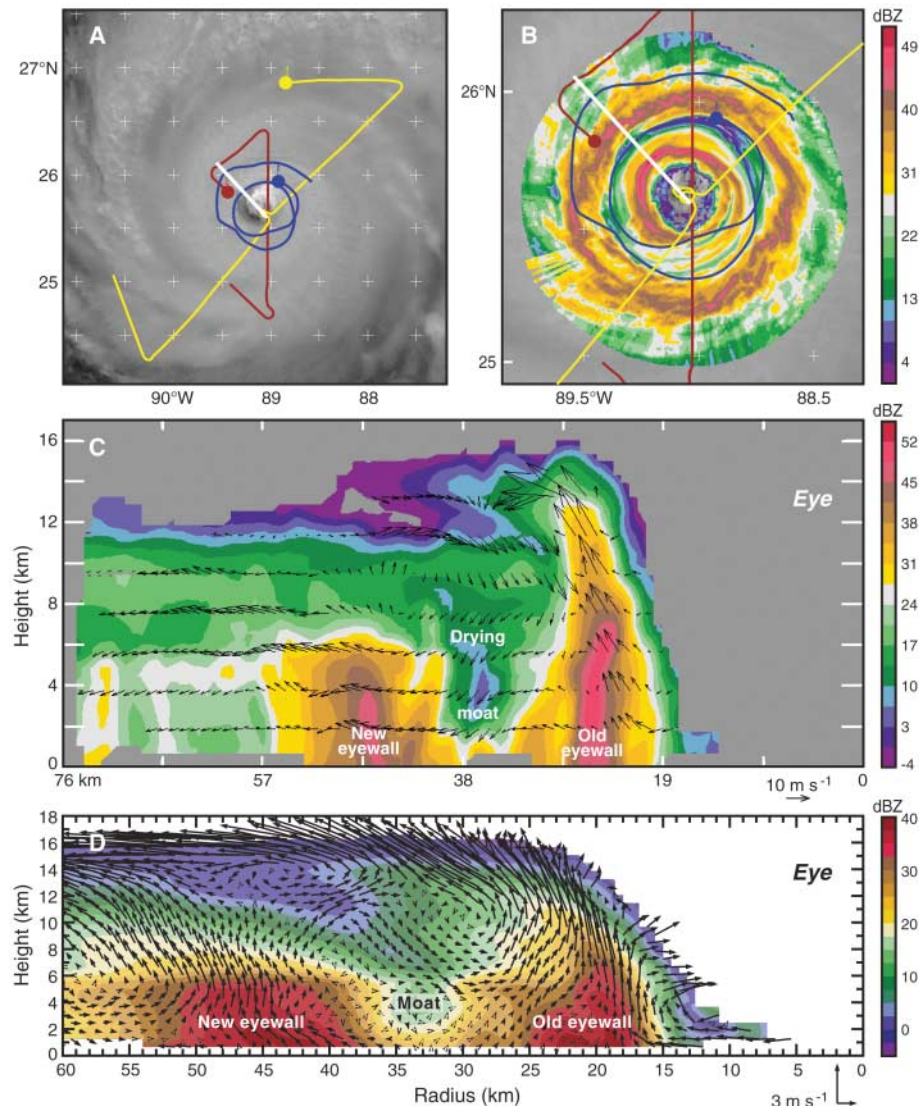 A
27°N
26
25
90°W 89 88
B
26°N
25
89.5°W 88.5
dBZ
49
40
31
22
13
4
C
16
12
8
4
0
Height (km)
Eye
Drying
moat
New
eyewall
Old
eyewall
76 km 57 38 19 0
10 m s⁻¹
dBZ
52
45
38
31
24
17
10
3
-4
D
18
16
14
12
10
8
6
4
2
0
Height (km)
Eye
Moat
New eyewall
Old eyewall
60 55 50 45 40 35 30 25 20 15 10 5 0
Radius (km)
3 m s⁻¹
dBZ
40
30
20
10
0